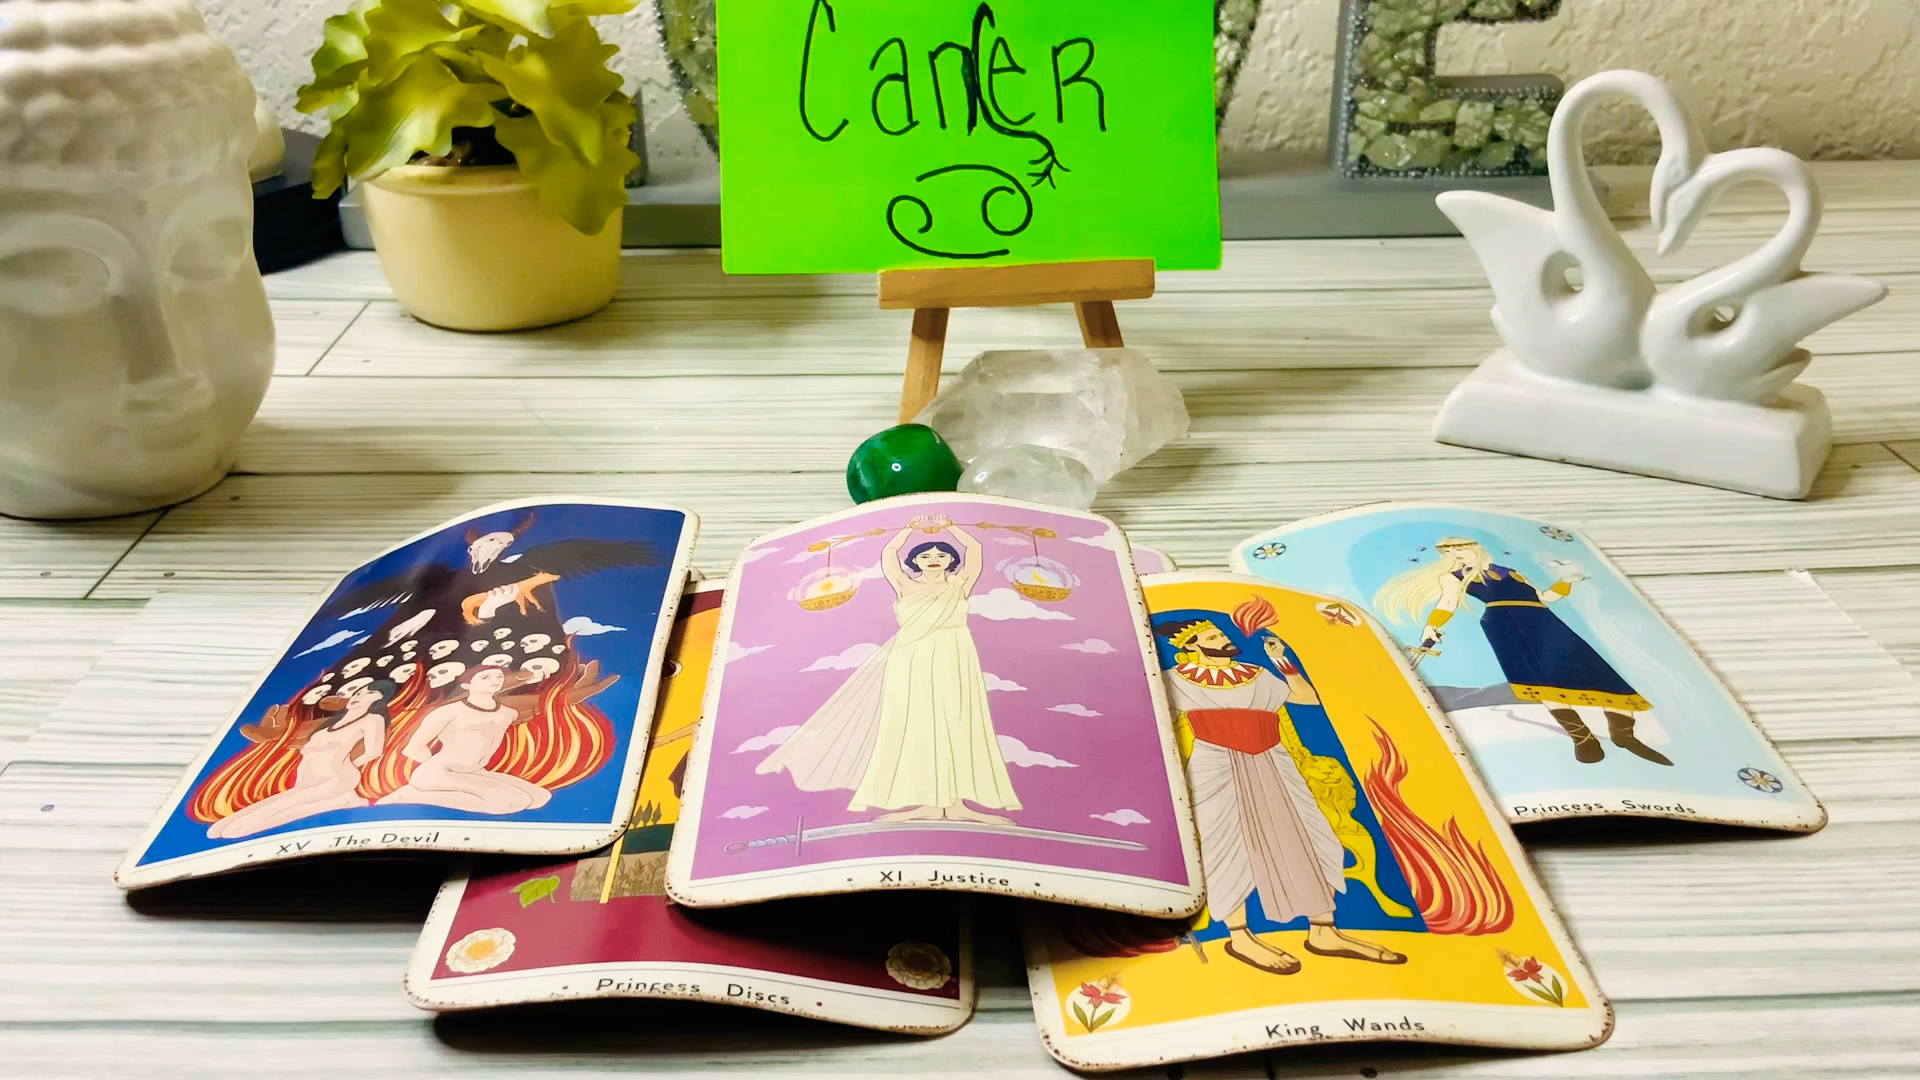 CanceR
E
XV The Devil
XI Justice
Princess Swords
Princess Discs
King Wands